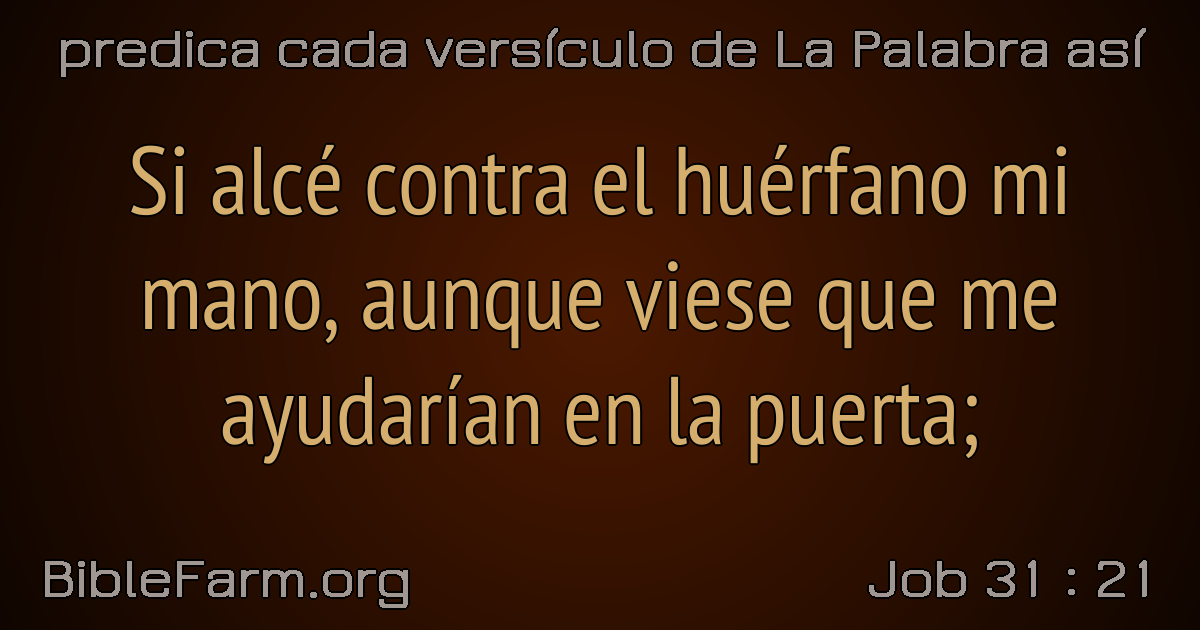 predica cada versículo de La Palabra así
Si alcé contra el huérfano mi
mano, aunque viese que me
ayudarían en la puerta;
BibleFarm.org
Job 31 : 21